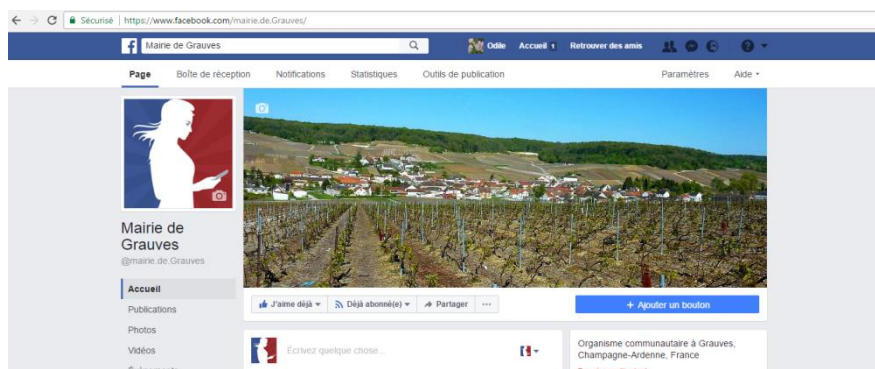 Sécurisé | https://www.facebook.com/mairie.de.Grauves/
Mairie de Grauves
Odile Accueil 1 Retrouver des amis
Page Boîte de réception Notifications Statistiques Outils de publication Paramètres Aide
Mairie de
Grauves
@mairie.de.Grauves
Accueil
Publications
Photos
Vidéos
J'aime déjà Déjà abonné(e) Partager ...
+ Ajouter un bouton
Écrivez quelque chose...
Organisme communautaire à Grauves,
Champagne-Ardenne, France